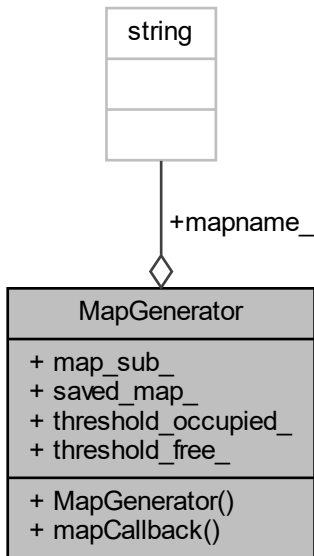 string
+mapname_
MapGenerator
+ map_sub_
+ saved_map_
+ threshold_occupied_
+ threshold_free_
+ MapGenerator()
+ mapCallback()